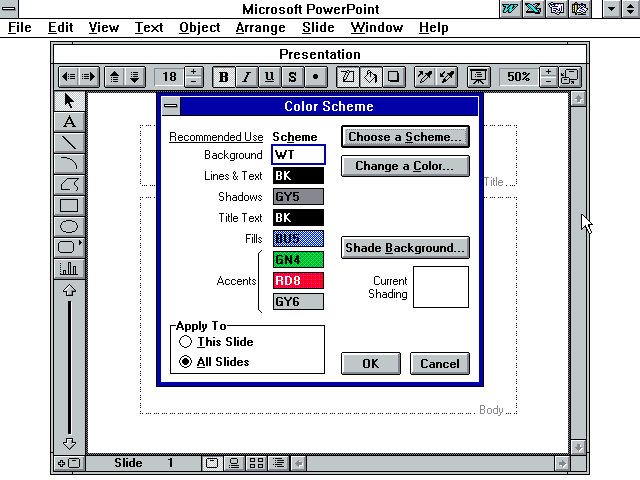 Microsoft PowerPoint
File Edit View Text Object Arrange Slide Window Help
Presentation
18 B I U S 50%
Color Scheme
Recommended Use Scheme
Choose a Scheme...
Background WT
Change a Color...
Lines & Text BK
Title
Shadows GY5
Title Text BK
Fills BU5
Shade Background...
GN4
Accents RD8
Current
Shading
GY6
Apply To
This Slide
All Slides
OK Cancel
Body
Slide 1
A